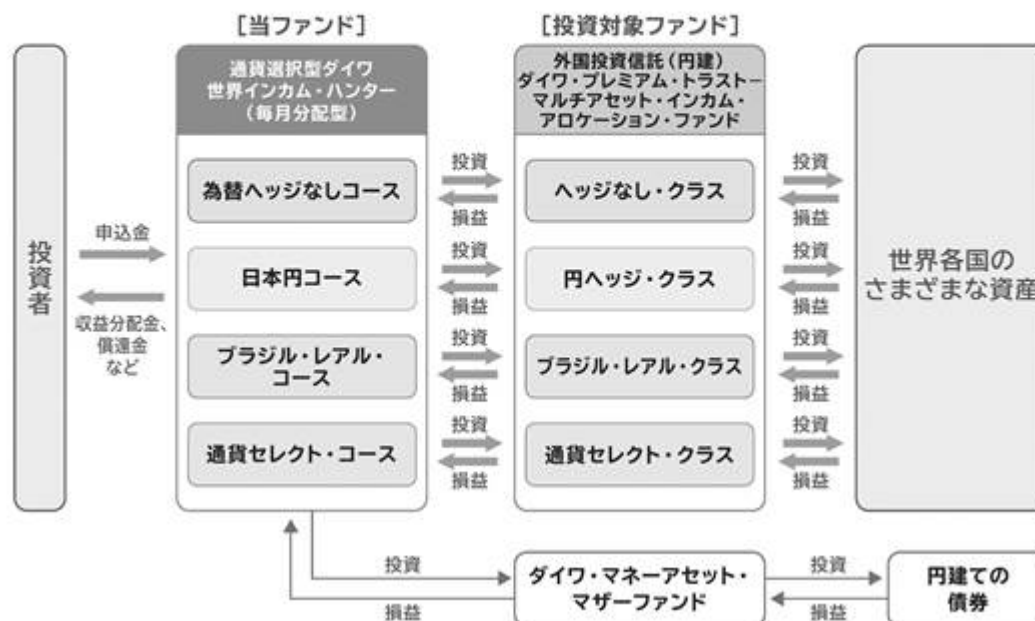 ［当ファンド］
［投資対象ファンド］
投資者
申込金
収益分配金、
償還金
など
通貨選択型ダイワ
世界インカム・ハンター
（毎月分配型）
為替ヘッジなしコース
日本円コース
ブラジル・レアル・
コース
通貨セレクト・コース
投資
損益
投資
損益
投資
損益
投資
損益
外国投資信託（円建）
ダイワ・プレミアム・トラスト－
マルチアセット・インカム・
アロケーション・ファンド
ヘッジなし・クラス
円ヘッジ・クラス
ブラジル・レアル・クラス
通貨セレクト・クラス
投資
損益
投資
損益
投資
損益
投資
損益
世界各国の
さまざまな資産
投資
損益
ダイワ・マネーアセット・
マザーファンド
投資
損益
円建ての
債券